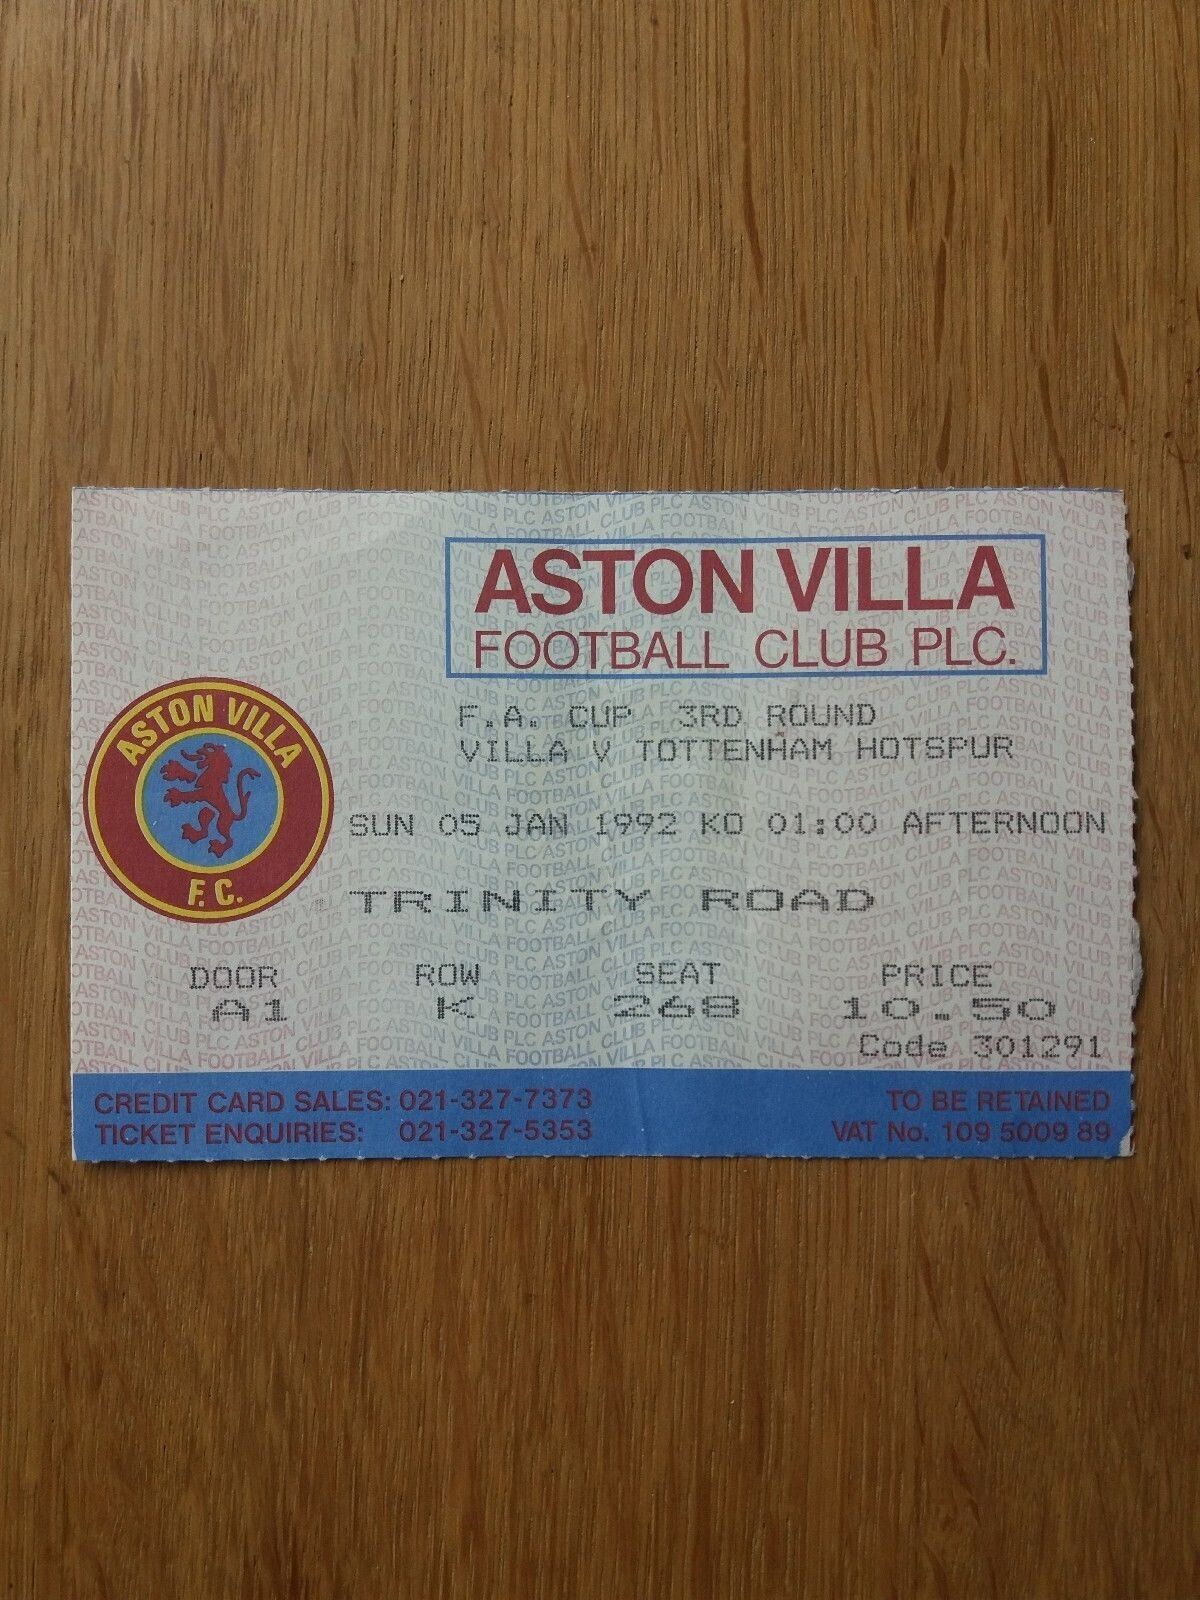 ASTON VILLA
FOOTBALL CLUB PLC.
F.A. CUP 3RD ROUND
VILLA V TOTTENHAM HOTSPUR
ASTON VILLA
F.C.
SUN 05 JAN 1992 KO 01:00 AFTERNOON
TRINITY ROAD
DOOR ROW SEAT PRICE
A1 K 268 10.50
Code 301291
CREDIT CARD SALES: 021-327-7373 TO BE RETAINED
TICKET ENQUIRIES: 021-327-5353 VAT No. 109 5009 89